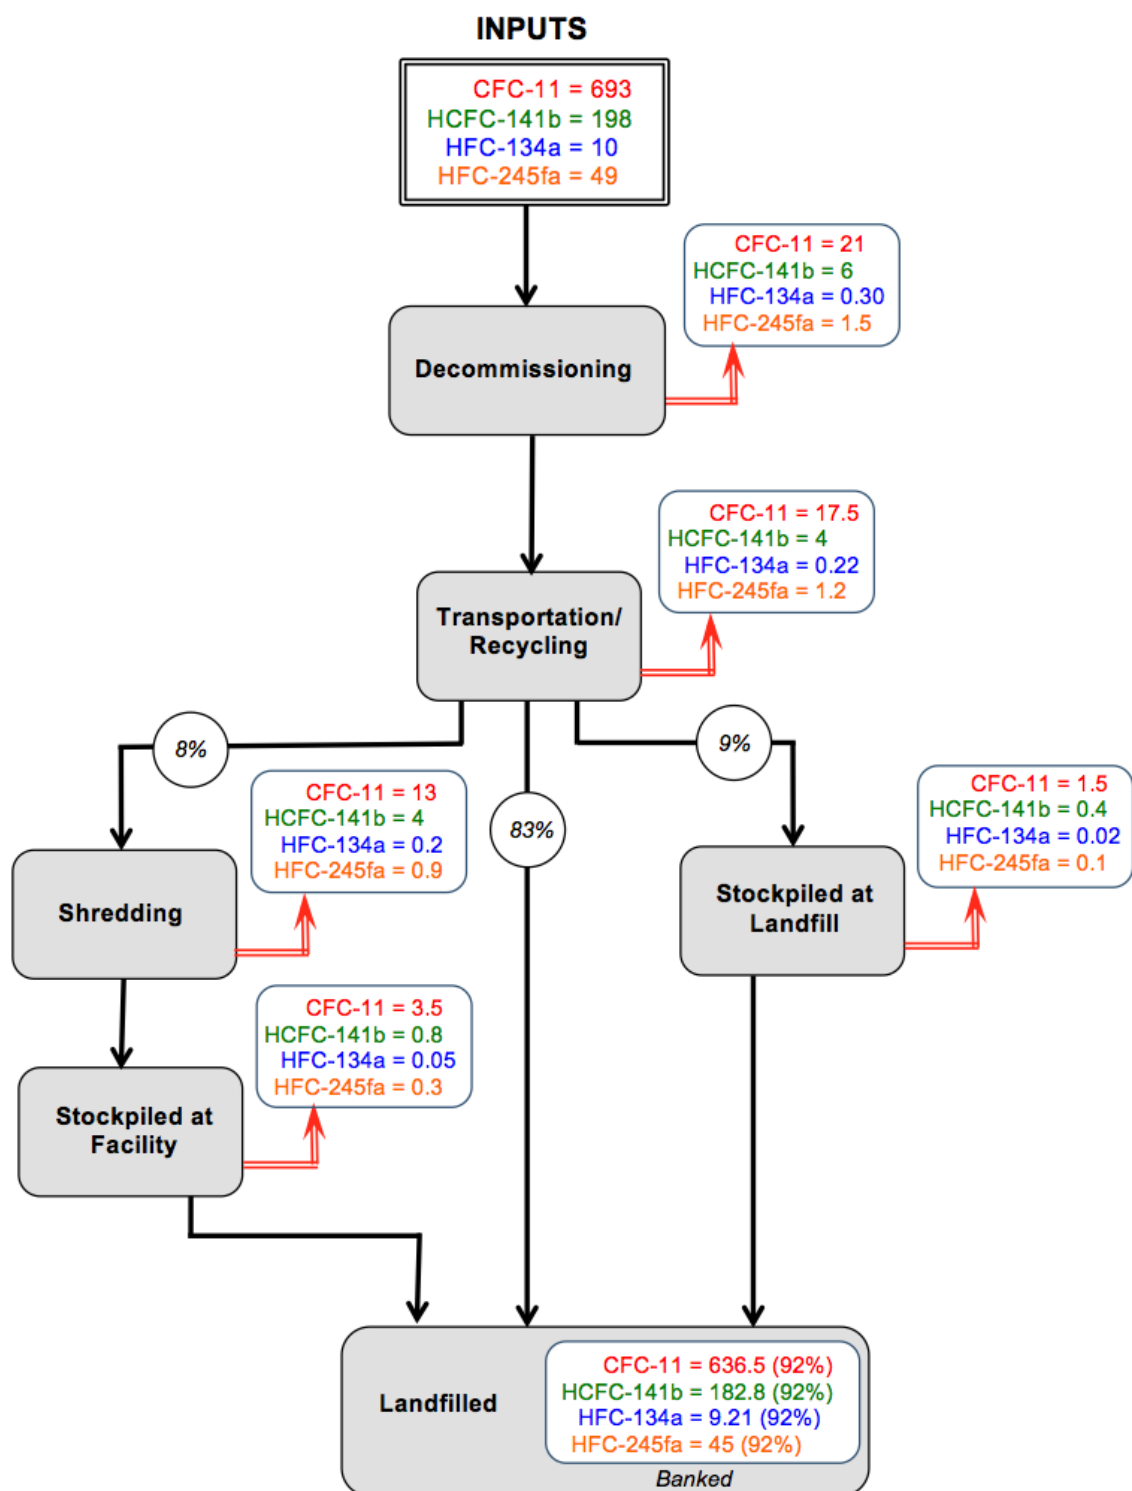 INPUTS
CFC-11 = 693
HCFC-141b = 198
HFC-134a = 10
HFC-245fa = 49
CFC-11 = 21
HCFC-141b = 6
HFC-134a = 0.30
HFC-245fa = 1.5
Decommissioning
CFC-11 = 17.5
HCFC-141b = 4
HFC-134a = 0.22
HFC-245fa = 1.2
Transportation/
Recycling
8%
83%
9%
CFC-11 = 13
HCFC-141b = 4
HFC-134a = 0.2
HFC-245fa = 0.9
Shredding
CFC-11 = 1.5
HCFC-141b = 0.4
HFC-134a = 0.02
HFC-245fa = 0.1
Stockpiled at
Landfill
CFC-11 = 3.5
HCFC-141b = 0.8
HFC-134a = 0.05
HFC-245fa = 0.3
Stockpiled at
Facility
Landfilled
CFC-11 = 636.5 (92%)
HCFC-141b = 182.8 (92%)
HFC-134a = 9.21 (92%)
HFC-245fa = 45 (92%)
Banked